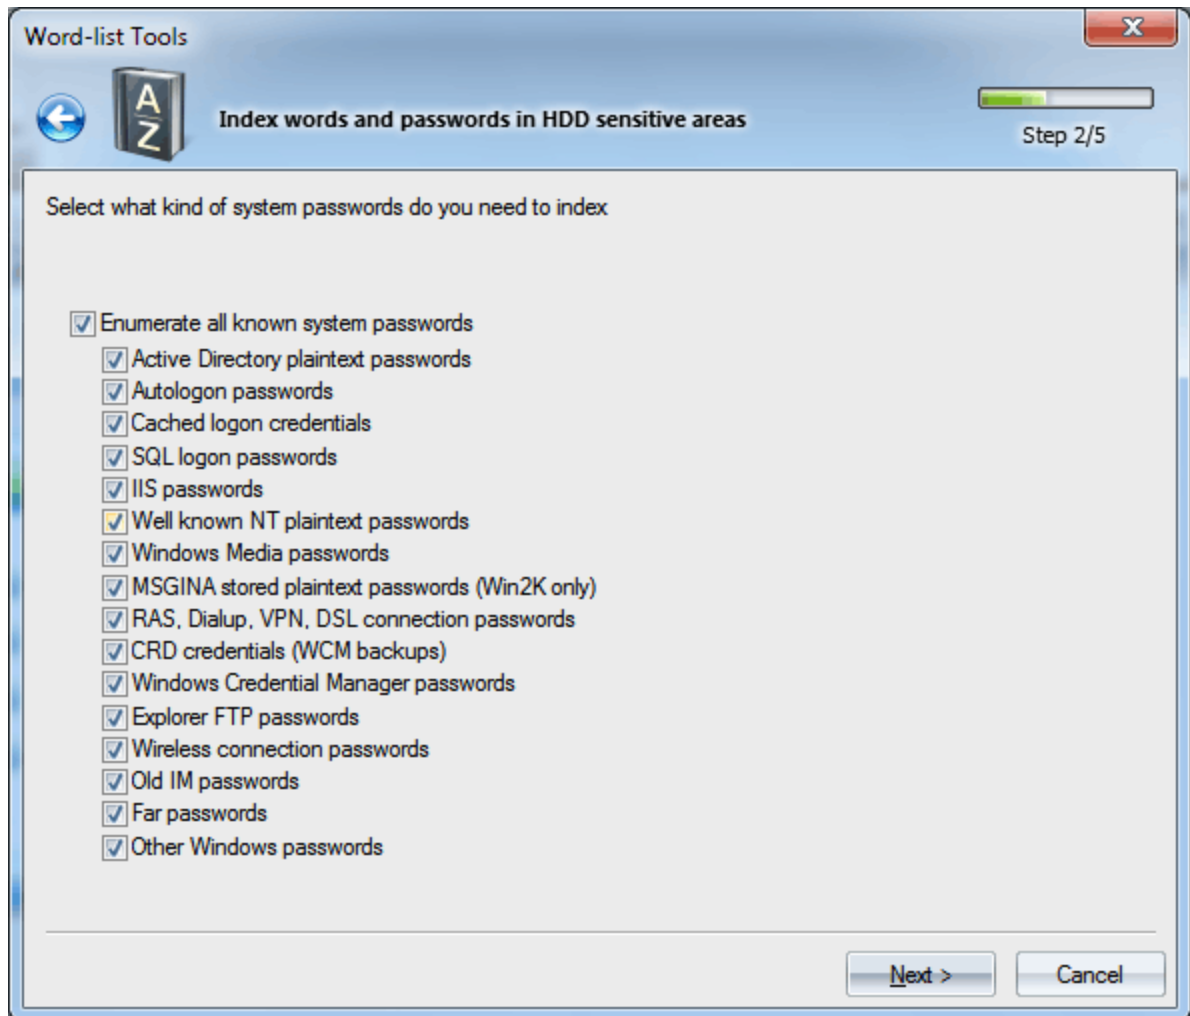 Word-list Tools
X
A
Z
Index words and passwords in HDD sensitive areas
Step 2/5
Select what kind of system passwords do you need to index
Enumerate all known system passwords
Active Directory plaintext passwords
Autologon passwords
Cached logon credentials
SQL logon passwords
IIS passwords
Well known NT plaintext passwords
Windows Media passwords
MSGINA stored plaintext passwords (Win2K only)
RAS, Dialup, VPN, DSL connection passwords
CRD credentials (WCM backups)
Windows Credential Manager passwords
Explorer FTP passwords
Wireless connection passwords
Old IM passwords
Far passwords
Other Windows passwords
Next >
Cancel